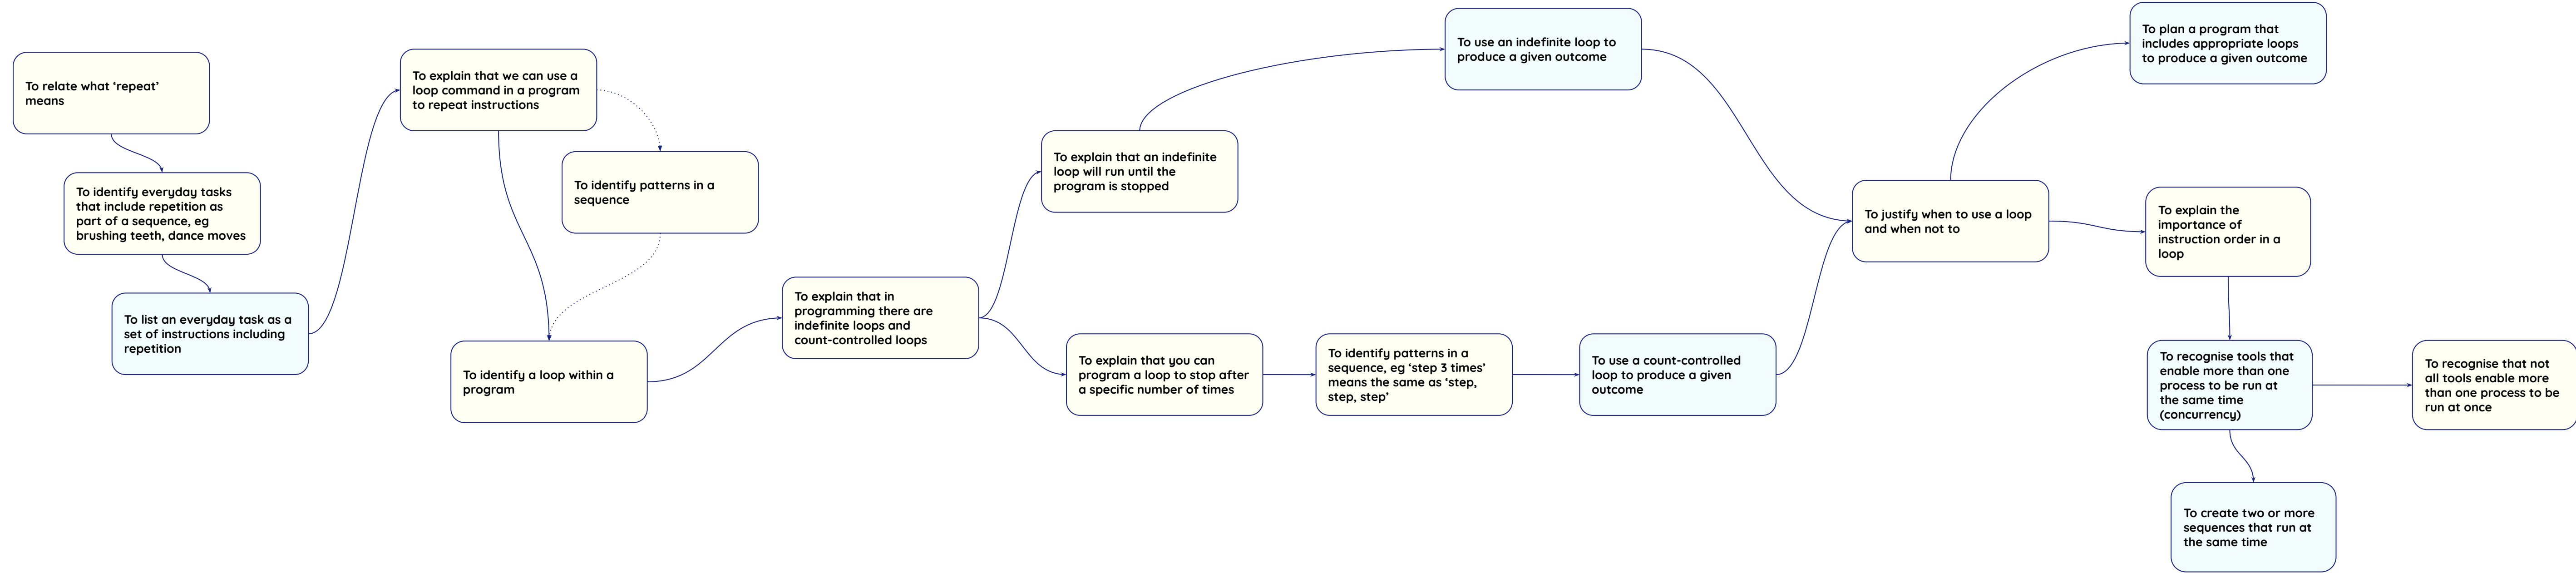 To relate what ‘repeat’
means
To identify everyday tasks
that include repetition as
part of a sequence, eg
brushing teeth, dance moves
To list an everyday task as a
set of instructions including
repetition
To explain that we can use a
loop command in a program
to repeat instructions
To identify patterns in a
sequence
To identify a loop within a
program
To explain that in
programming there are
indefinite loops and
count-controlled loops
To explain that an indefinite
loop will run until the
program is stopped
To use an indefinite loop to
produce a given outcome
To explain that you can
program a loop to stop after
a specific number of times
To identify patterns in a
sequence, eg ‘step 3 times’
means the same as ‘step,
step, step’
To use a count-controlled
loop to produce a given
outcome
To justify when to use a loop
and when not to
To plan a program that
includes appropriate loops
to produce a given outcome
To explain the
importance of
instruction order in a
loop
To recognise tools that
enable more than one
process to be run at
the same time
(concurrency)
To recognise that not
all tools enable more
than one process to be
run at once
To create two or more
sequences that run at
the same time